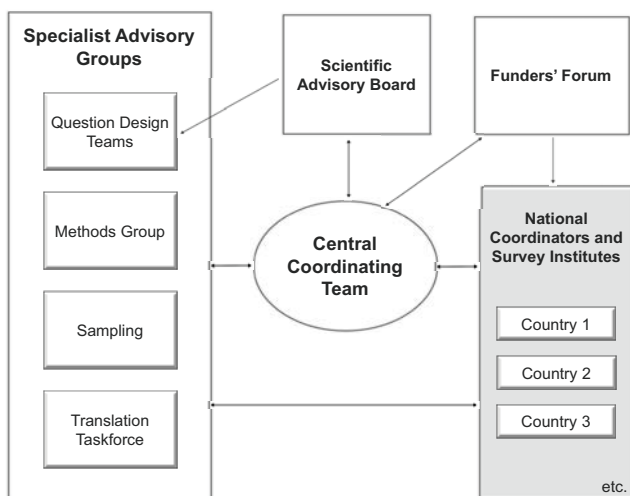 Specialist Advisory
Groups
Question Design
Teams
Methods Group
Sampling
Translation
Taskforce
Scientific
Advisory Board
Funders’ Forum
Central
Coordinating
Team
National
Coordinators and
Survey Institutes
Country 1
Country 2
Country 3
etc.